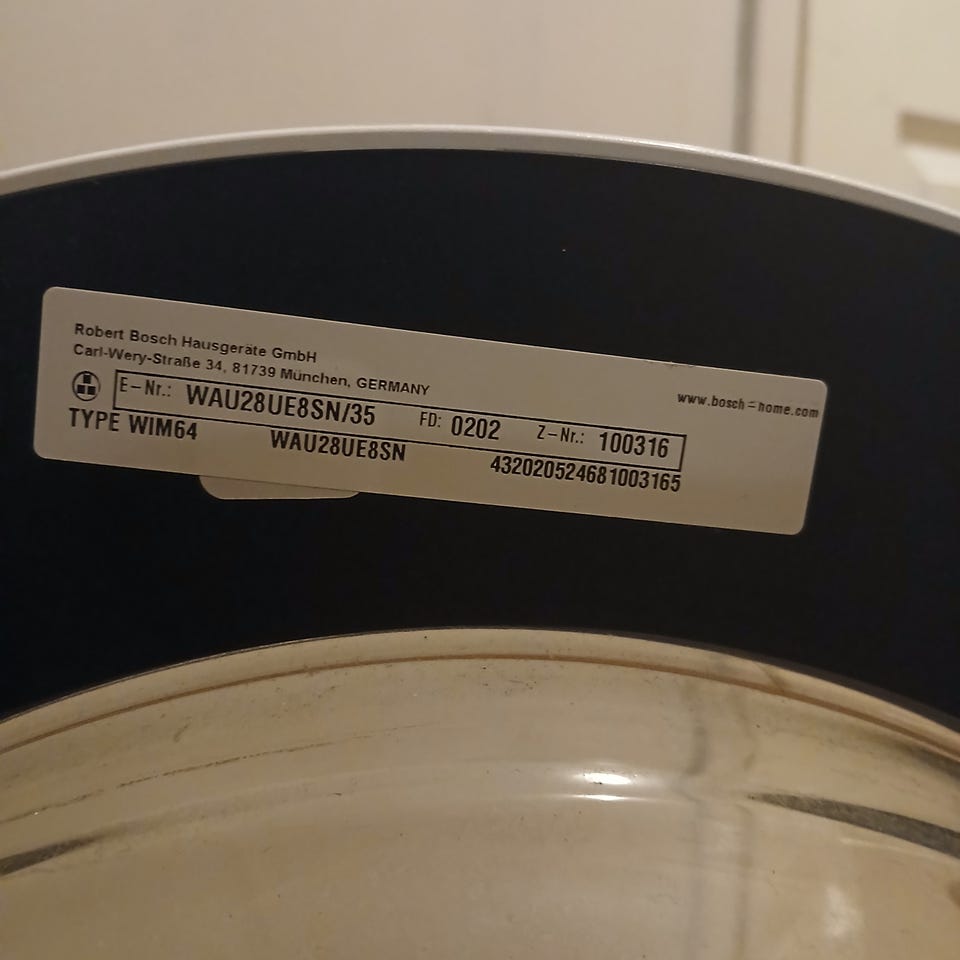 Robert Bosch Hausgeräte GmbH
Carl-Wery-Straße 34, 81739 München, GERMANY
www.bosch-home.com
E-Nr.: WAU28UE8SN/35 FD: 0202 Z-Nr.: 100316
TYPE WIM64 WAU28UE8SN 432020524681003165